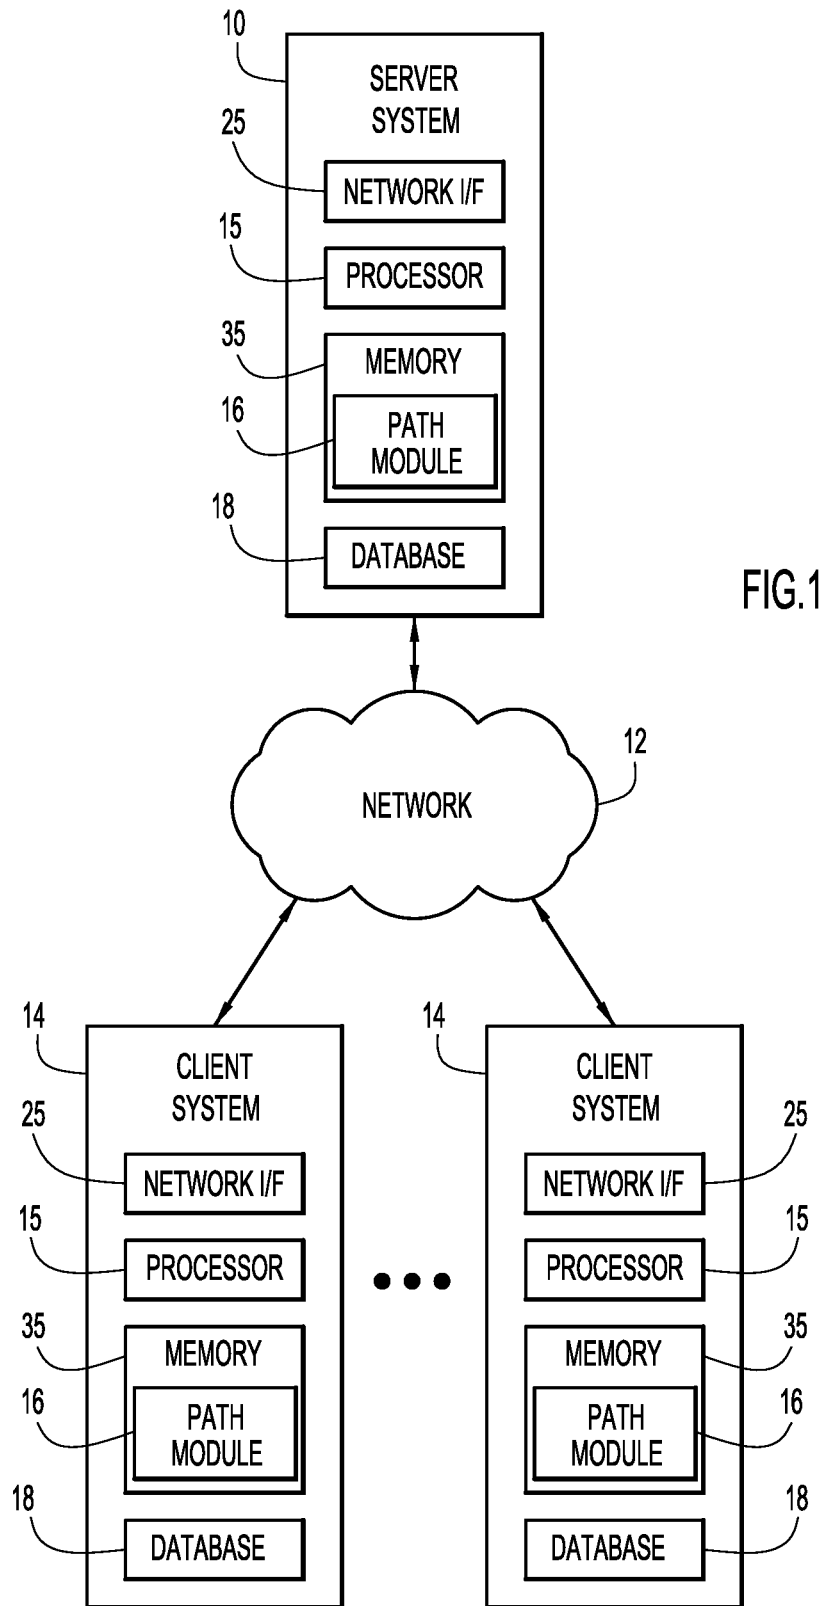 10
SERVER
SYSTEM
25
NETWORK I/F
15
PROCESSOR
35
MEMORY
16
PATH
MODULE
18
DATABASE
FIG.1
12
NETWORK
14
CLIENT
SYSTEM
25
NETWORK I/F
15
PROCESSOR
35
MEMORY
16
PATH
MODULE
18
DATABASE
14
CLIENT
SYSTEM
25
NETWORK I/F
15
PROCESSOR
35
MEMORY
16
PATH
MODULE
18
DATABASE